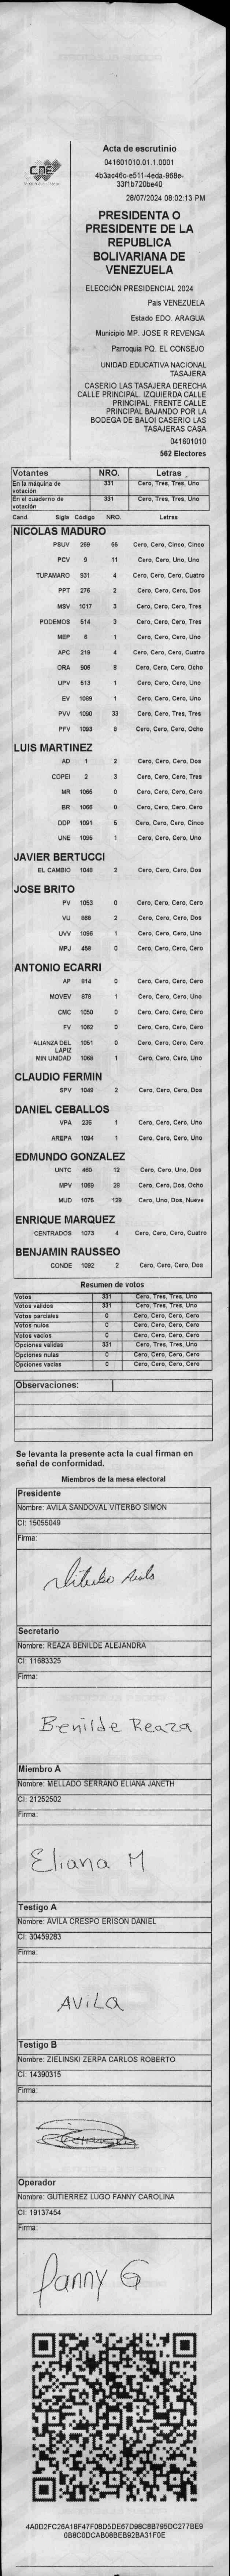 CNE
Acta de escrutinio
041601010.01.1.0001
4b3ac46c-e511-4eda-968e-
33f1b720be40
28/07/2024 08:02:13 PM
PRESIDENTA O
PRESIDENTE DE LA
REPUBLICA
BOLIVARIANA DE
VENEZUELA
ELECCIÓN PRESIDENCIAL 2024
Pais VENEZUELA
Estado EDO. ARAGUA
Municipio MP. JOSE R REVENGA
Parroquia PQ. EL CONSEJO
UNIDAD EDUCATIVA NACIONAL
TASAJERA
CASERIO LAS TASAJERA DERECHA
CALLE PRINCIPAL. IZQUIERDA CALLE
PRINCIPAL. FRENTE CALLE
PRINCIPAL BAJANDO POR LA
BODEGA DE BALOI CASERIO LAS
TASAJERAS CASA
041601010
562 Electores
Votantes NRO. Letras
En la máquina de votación 331 Cero, Tres, Tres, Uno
En el cuaderno de votación 331 Cero, Tres, Tres, Uno
Cand. Sigla Código NRO. Letras
NICOLAS MADURO
PSUV 269 55 Cero, Cero, Cinco, Cinco
PCV 9 11 Cero, Cero, Uno, Uno
TUPAMARO 931 4 Cero, Cero, Cero, Cuatro
PPT 276 2 Cero, Cero, Cero, Dos
MSV 1017 3 Cero, Cero, Cero, Tres
PODEMOS 514 3 Cero, Cero, Cero, Tres
MEP 6 1 Cero, Cero, Cero, Uno
APC 219 4 Cero, Cero, Cero, Cuatro
ORA 906 8 Cero, Cero, Cero, Ocho
UPV 513 1 Cero, Cero, Cero, Uno
EV 1089 1 Cero, Cero, Cero, Uno
PVV 1090 33 Cero, Cero, Tres, Tres
PFV 1093 8 Cero, Cero, Cero, Ocho
LUIS MARTINEZ
AD 1 2 Cero, Cero, Cero, Dos
COPEI 2 3 Cero, Cero, Cero, Tres
MR 1065 0 Cero, Cero, Cero, Cero
BR 1066 0 Cero, Cero, Cero, Cero
DDP 1091 5 Cero, Cero, Cero, Cinco
UNE 1095 1 Cero, Cero, Cero, Uno
JAVIER BERTUCCI
EL CAMBIO 1048 2 Cero, Cero, Cero, Dos
JOSE BRITO
PV 1053 0 Cero, Cero, Cero, Cero
VU 868 2 Cero, Cero, Cero, Dos
UVV 1096 1 Cero, Cero, Cero, Uno
MPJ 458 0 Cero, Cero, Cero, Cero
ANTONIO ECARRI
AP 914 0 Cero, Cero, Cero, Cero
MOVEV 878 1 Cero, Cero, Cero, Uno
CMC 1050 0 Cero, Cero, Cero, Cero
FV 1062 0 Cero, Cero, Cero, Cero
ALIANZA DEL LAPIZ 1051 0 Cero, Cero, Cero, Cero
MIN UNIDAD 1068 1 Cero, Cero, Cero, Uno
CLAUDIO FERMIN
SPV 1049 2 Cero, Cero, Cero, Dos
DANIEL CEBALLOS
VPA 236 1 Cero, Cero, Cero, Uno
AREPA 1094 1 Cero, Cero, Cero, Uno
EDMUNDO GONZALEZ
UNTC 460 12 Cero, Cero, Uno, Dos
MPV 1069 28 Cero, Cero, Dos, Ocho
MUD 1075 129 Cero, Uno, Dos, Nueve
ENRIQUE MARQUEZ
CENTRADOS 1073 4 Cero, Cero, Cero, Cuatro
BENJAMIN RAUSSEO
CONDE 1092 2 Cero, Cero, Cero, Dos
Resumen de votos
Votos 331 Cero, Tres, Tres, Uno
Votos validos 331 Cero, Tres, Tres, Uno
Votos parciales 0 Cero, Cero, Cero, Cero
Votos nulos 0 Cero, Cero, Cero, Cero
Votos vacios 0 Cero, Cero, Cero, Cero
Opciones validas 331 Cero, Tres, Tres, Uno
Opciones nulas 0 Cero, Cero, Cero, Cero
Opciones vacias 0 Cero, Cero, Cero, Cero
Observaciones:
Se levanta la presente acta la cual firman en
señal de conformidad.
Miembros de la mesa electoral
Presidente
Nombre: AVILA SANDOVAL VITERBO SIMON
CI: 15055049
Firma:
Viterbo Avila
Secretario
Nombre: REAZA BENILDE ALEJANDRA
CI: 11683325
Firma:
Benilde Reaza
Miembro A
Nombre: MELLADO SERRANO ELIANA JANETH
CI: 21252502
Firma:
Eliana M
Testigo A
Nombre: AVILA CRESPO ERISON DANIEL
CI: 30459283
Firma:
AViLa
Testigo B
Nombre: ZIELINSKI ZERPA CARLOS ROBERTO
CI: 14390315
Firma:
Operador
Nombre: GUTIERREZ LUGO FANNY CAROLINA
CI: 19137454
Firma:
Fanny G
4A0D2FC26A18F47F08D5DE67D98C8B795DC277BE9
0B8C0DCAB08BEB92BA31F0E